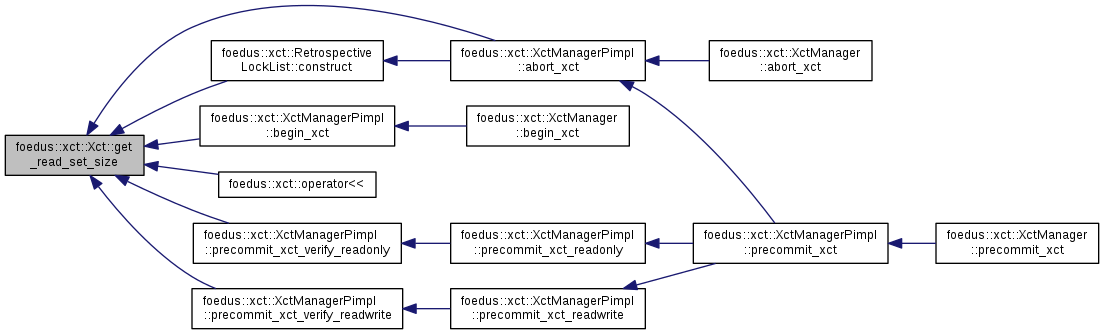 foedus::xct::Retrospective
LockList::construct
foedus::xct::XctManagerPimpl
::abort_xct
foedus::xct::XctManager
::abort_xct
foedus::xct::XctManagerPimpl
::begin_xct
foedus::xct::XctManager
::begin_xct
foedus::xct::Xct::get
_read_set_size
foedus::xct::operator<<
foedus::xct::XctManagerPimpl
::precommit_xct_verify_readonly
foedus::xct::XctManagerPimpl
::precommit_xct_readonly
foedus::xct::XctManagerPimpl
::precommit_xct
foedus::xct::XctManager
::precommit_xct
foedus::xct::XctManagerPimpl
::precommit_xct_verify_readwrite
foedus::xct::XctManagerPimpl
::precommit_xct_readwrite